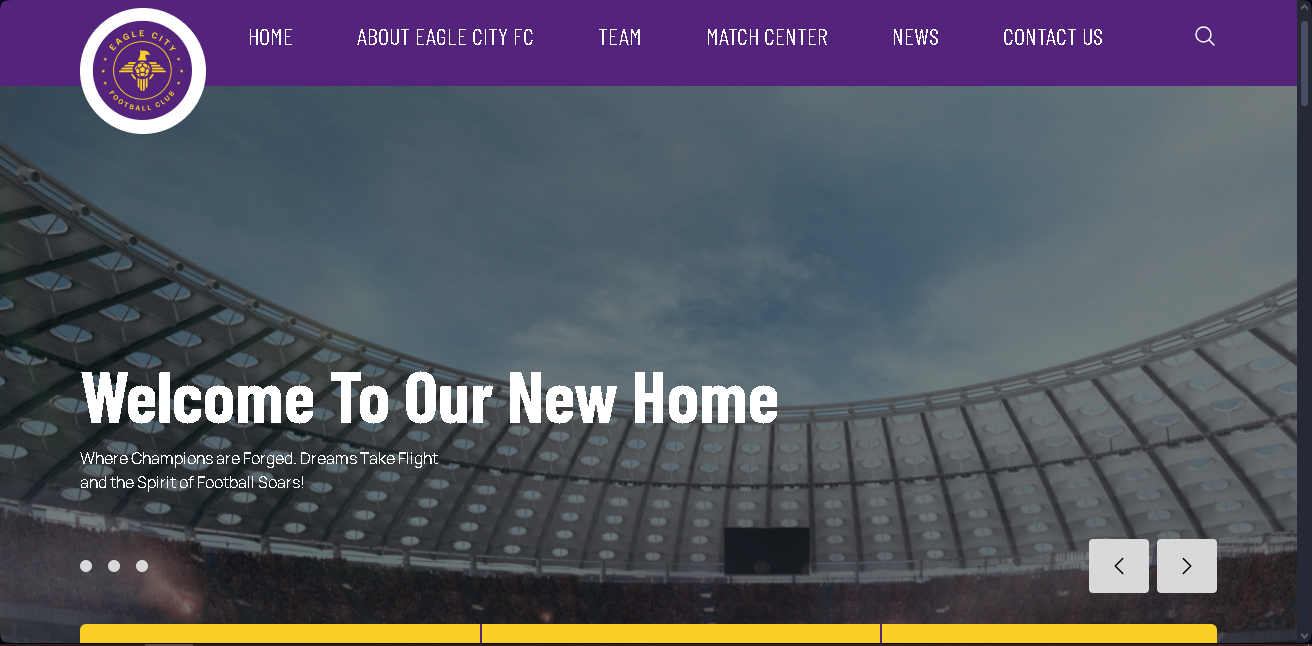 EAGLE CITY
FOOTBALL CLUB
HOME
ABOUT EAGLE CITY FC
TEAM
MATCH CENTER
NEWS
CONTACT US
Welcome To Our New Home
Where Champions are Forged. Dreams Take Flight
and the Spirit of Football Soars!